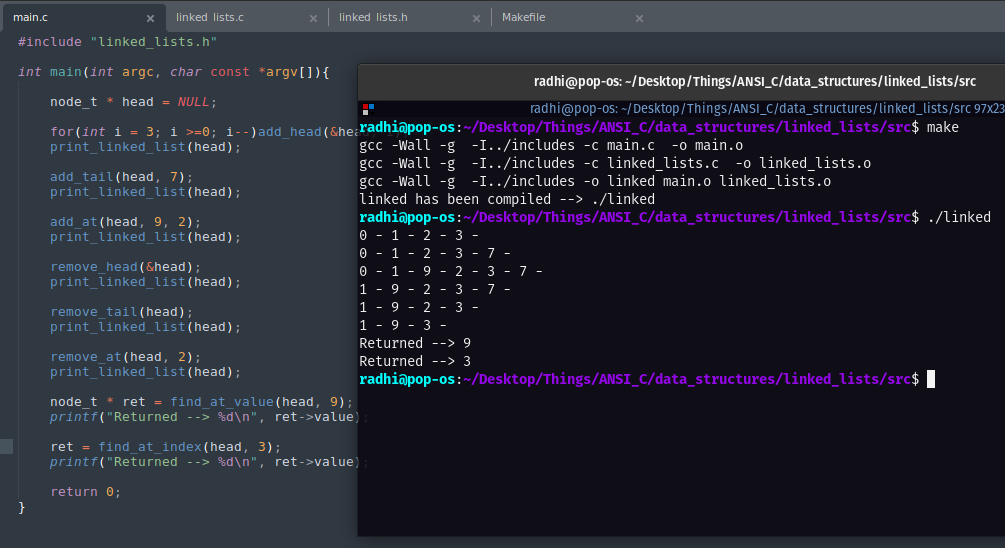 main.c × linked lists.c × linked lists.h × Makefile ×
#include "linked_lists.h"
int main(int argc, char const *argv[]){
node_t * head = NULL;
for(int i = 3; i >=0; i--)add_head(&head
print_linked_list(head);
add_tail(head, 7);
print_linked_list(head);
add_at(head, 9, 2);
print_linked_list(head);
remove_head(&head);
print_linked_list(head);
remove_tail(head);
print_linked_list(head);
remove_at(head, 2);
print_linked_list(head);
node_t * ret = find_at_value(head, 9);
printf("Returned --> %d\n", ret->value);
ret = find_at_index(head, 3);
printf("Returned --> %d\n", ret->value);
return 0;
}
radhi@pop-os: ~/Desktop/Things/ANSI_C/data_structures/linked_lists/src
radhi@pop-os: ~/Desktop/Things/ANSI_C/data_structures/linked_lists/src 97x23
radhi@pop-os:~/Desktop/Things/ANSI_C/data_structures/linked_lists/src$ make
gcc -Wall -g  -I../includes -c main.c  -o main.o
gcc -Wall -g  -I../includes -c linked_lists.c  -o linked_lists.o
gcc -Wall -g  -I../includes -o linked main.o linked_lists.o
linked has been compiled --> ./linked
radhi@pop-os:~/Desktop/Things/ANSI_C/data_structures/linked_lists/src$ ./linked
0 - 1 - 2 - 3 -
0 - 1 - 2 - 3 - 7 -
0 - 1 - 9 - 2 - 3 - 7 -
1 - 9 - 2 - 3 - 7 -
1 - 9 - 2 - 3 -
1 - 9 - 3 -
Returned --> 9
Returned --> 3
radhi@pop-os:~/Desktop/Things/ANSI_C/data_structures/linked_lists/src$